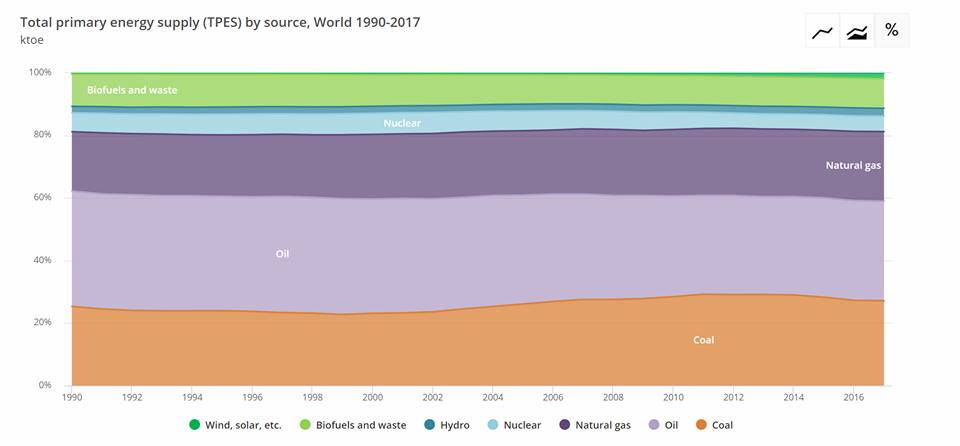 Total primary energy supply (TPES) by source, World 1990-2017
ktoe
%
100%
80%
60%
40%
20%
0%
Biofuels and waste
Nuclear
Natural gas
Oil
Coal
1990 1992 1994 1996 1998 2000 2002 2004 2006 2008 2010 2012 2014 2016
Wind, solar, etc. Biofuels and waste Hydro Nuclear Natural gas Oil Coal